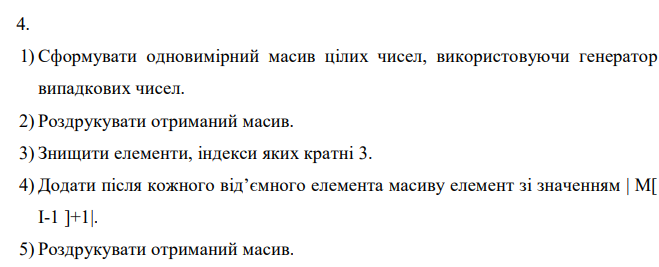 4.
1) Сформувати одновимірний масив цілих чисел, використовуючи генератор
випадкових чисел.
2) Роздрукувати отриманий масив.
3) Знищити елементи, індекси яких кратні 3.
4) Додати після кожного від’ємного елемента масиву елемент зі значенням | M[
I-1 ]+1|.
5) Роздрукувати отриманий масив.